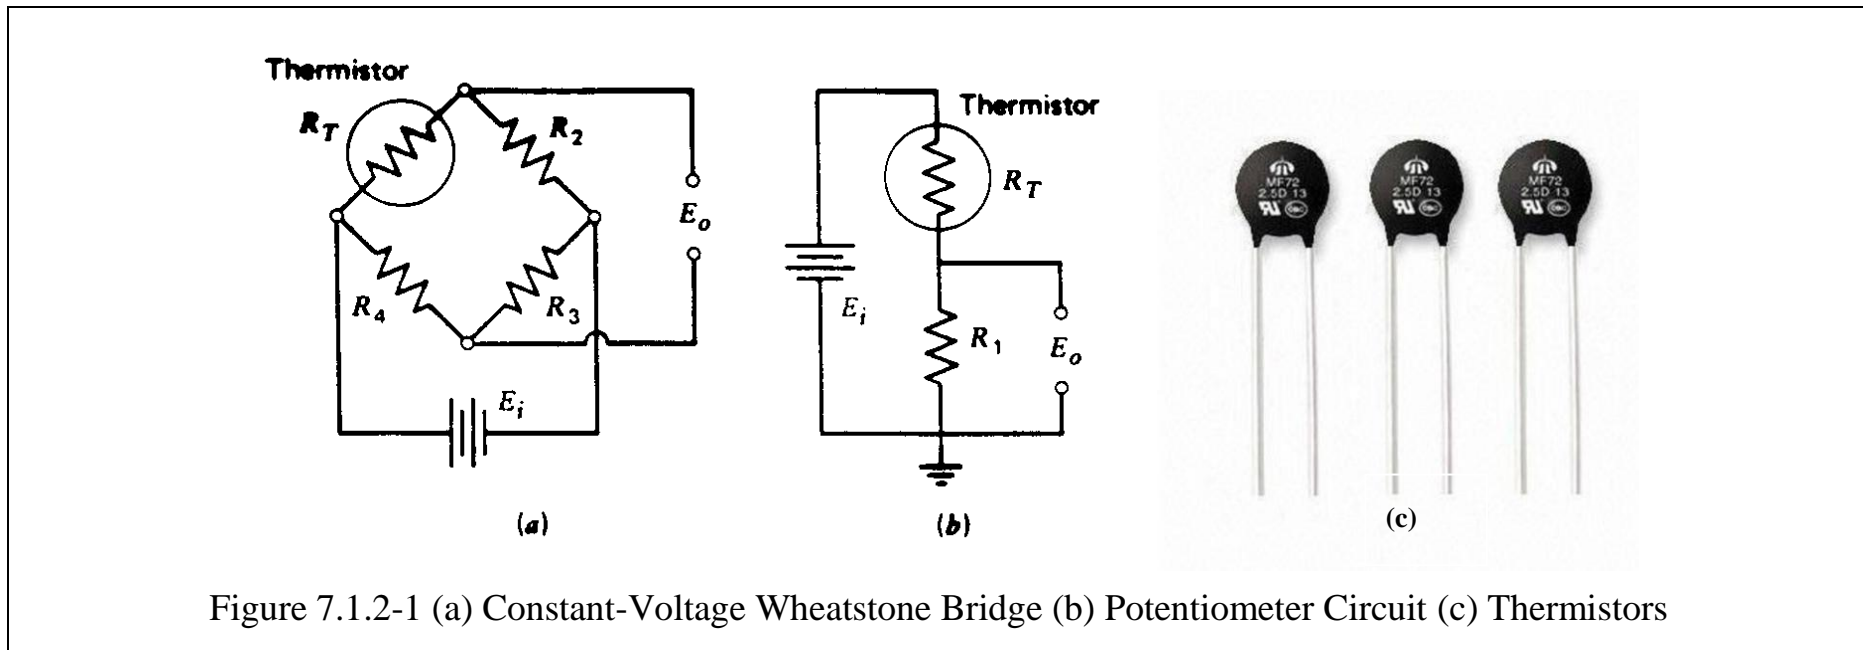 Thermistor
R_T
R_2
E_o
R_4
R_3
E_i
(a)
Thermistor
R_T
E_i
R_1
E_o
(b)
MF72
2.5D 13
MF72
2.5D 13
MF72
2.5D 13
(c)
Figure 7.1.2-1 (a) Constant-Voltage Wheatstone Bridge (b) Potentiometer Circuit (c) Thermistors